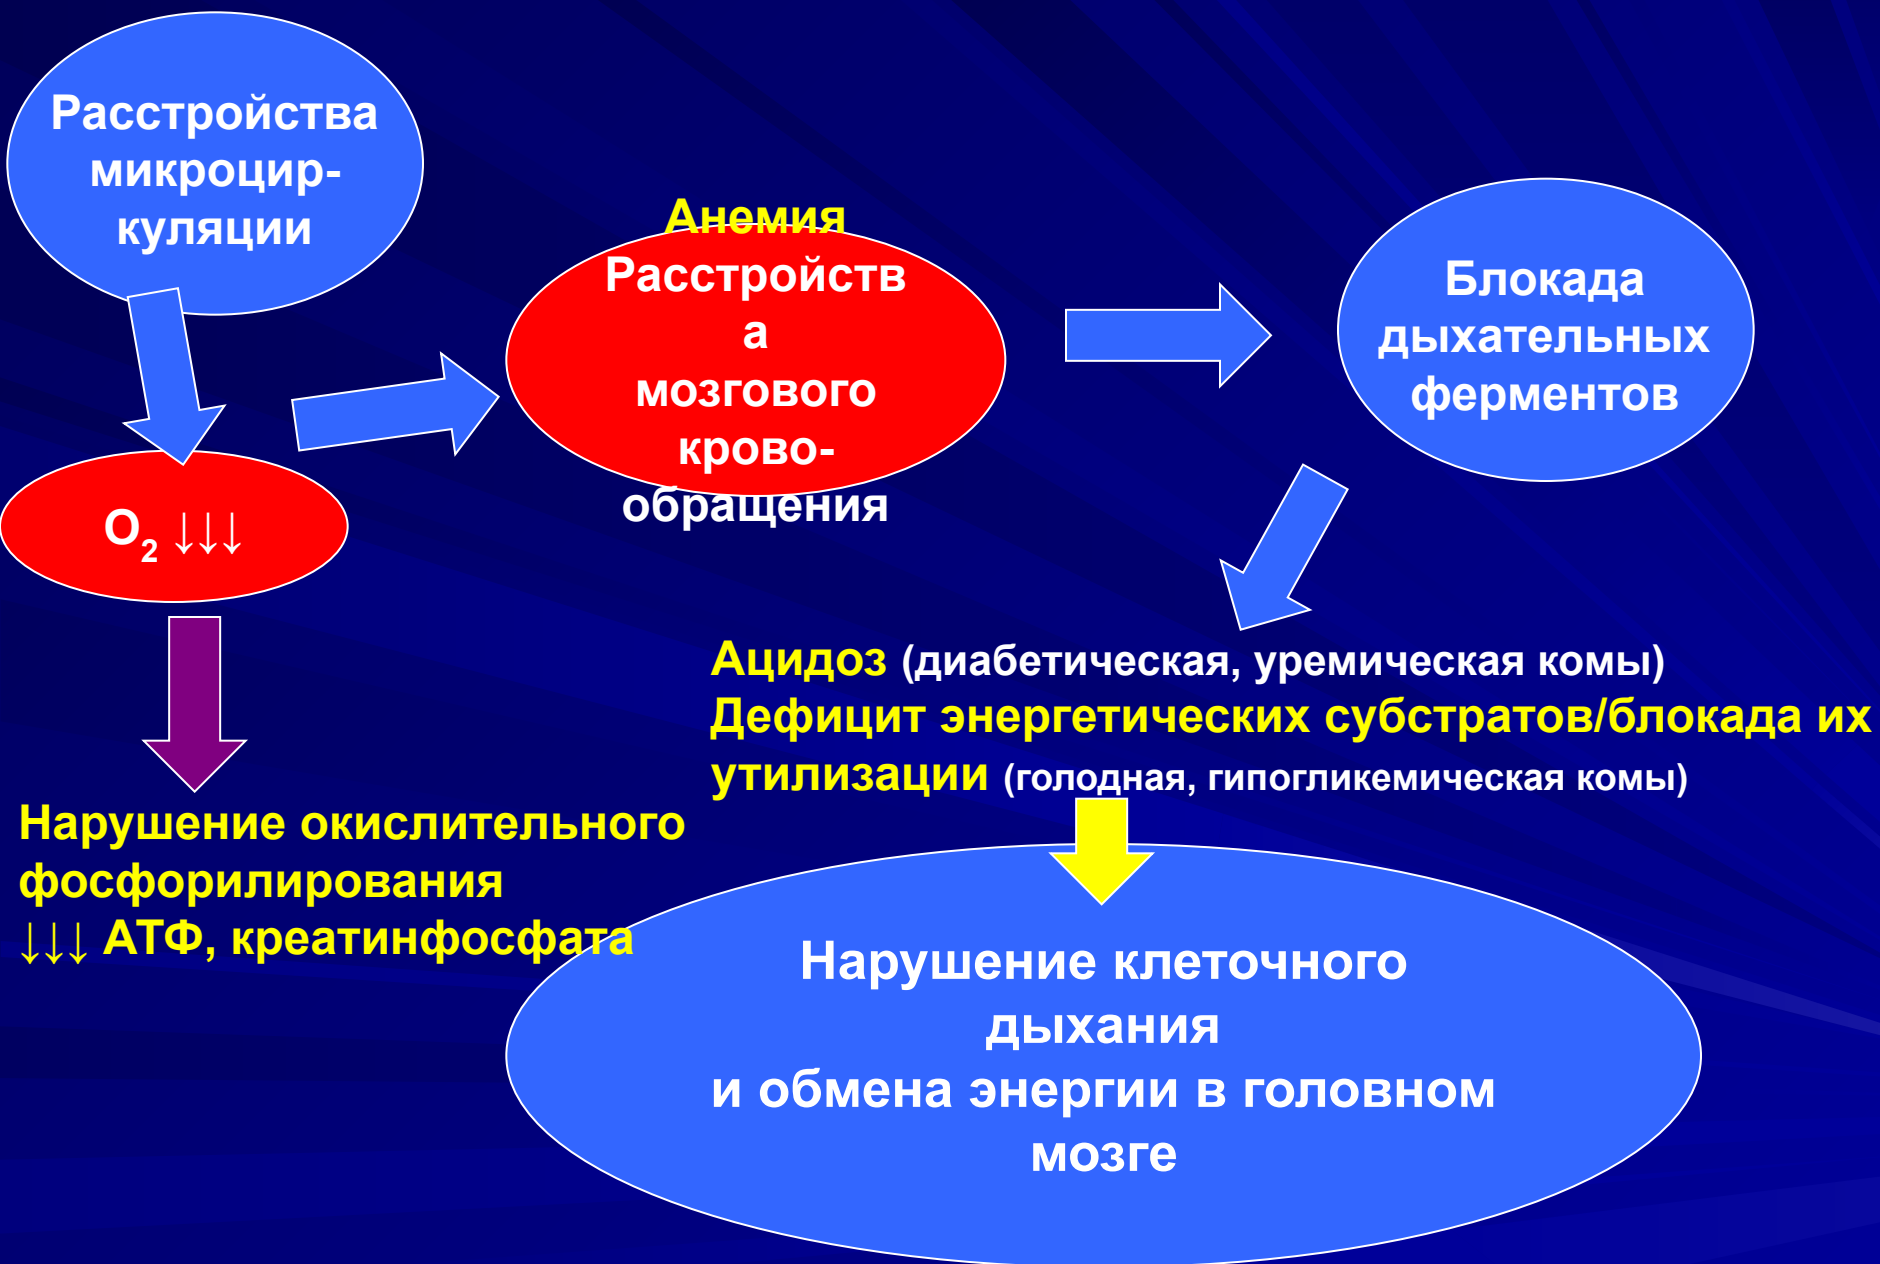 Расстройства
микроцир-
куляции
Анемия
Расстройств
а
мозгового
крово-
обращения
Блокада
дыхательных
ферментов
O₂ ↓↓↓
Ацидоз (диабетическая, уремическая комы)
Дефицит энергетических субстратов/блокада их
утилизации (голодная, гипогликемическая комы)
Нарушение окислительного
фосфорилирования
↓↓↓ АТФ, креатинфосфата
Нарушение клеточного
дыхания
и обмена энергии в головном
мозге